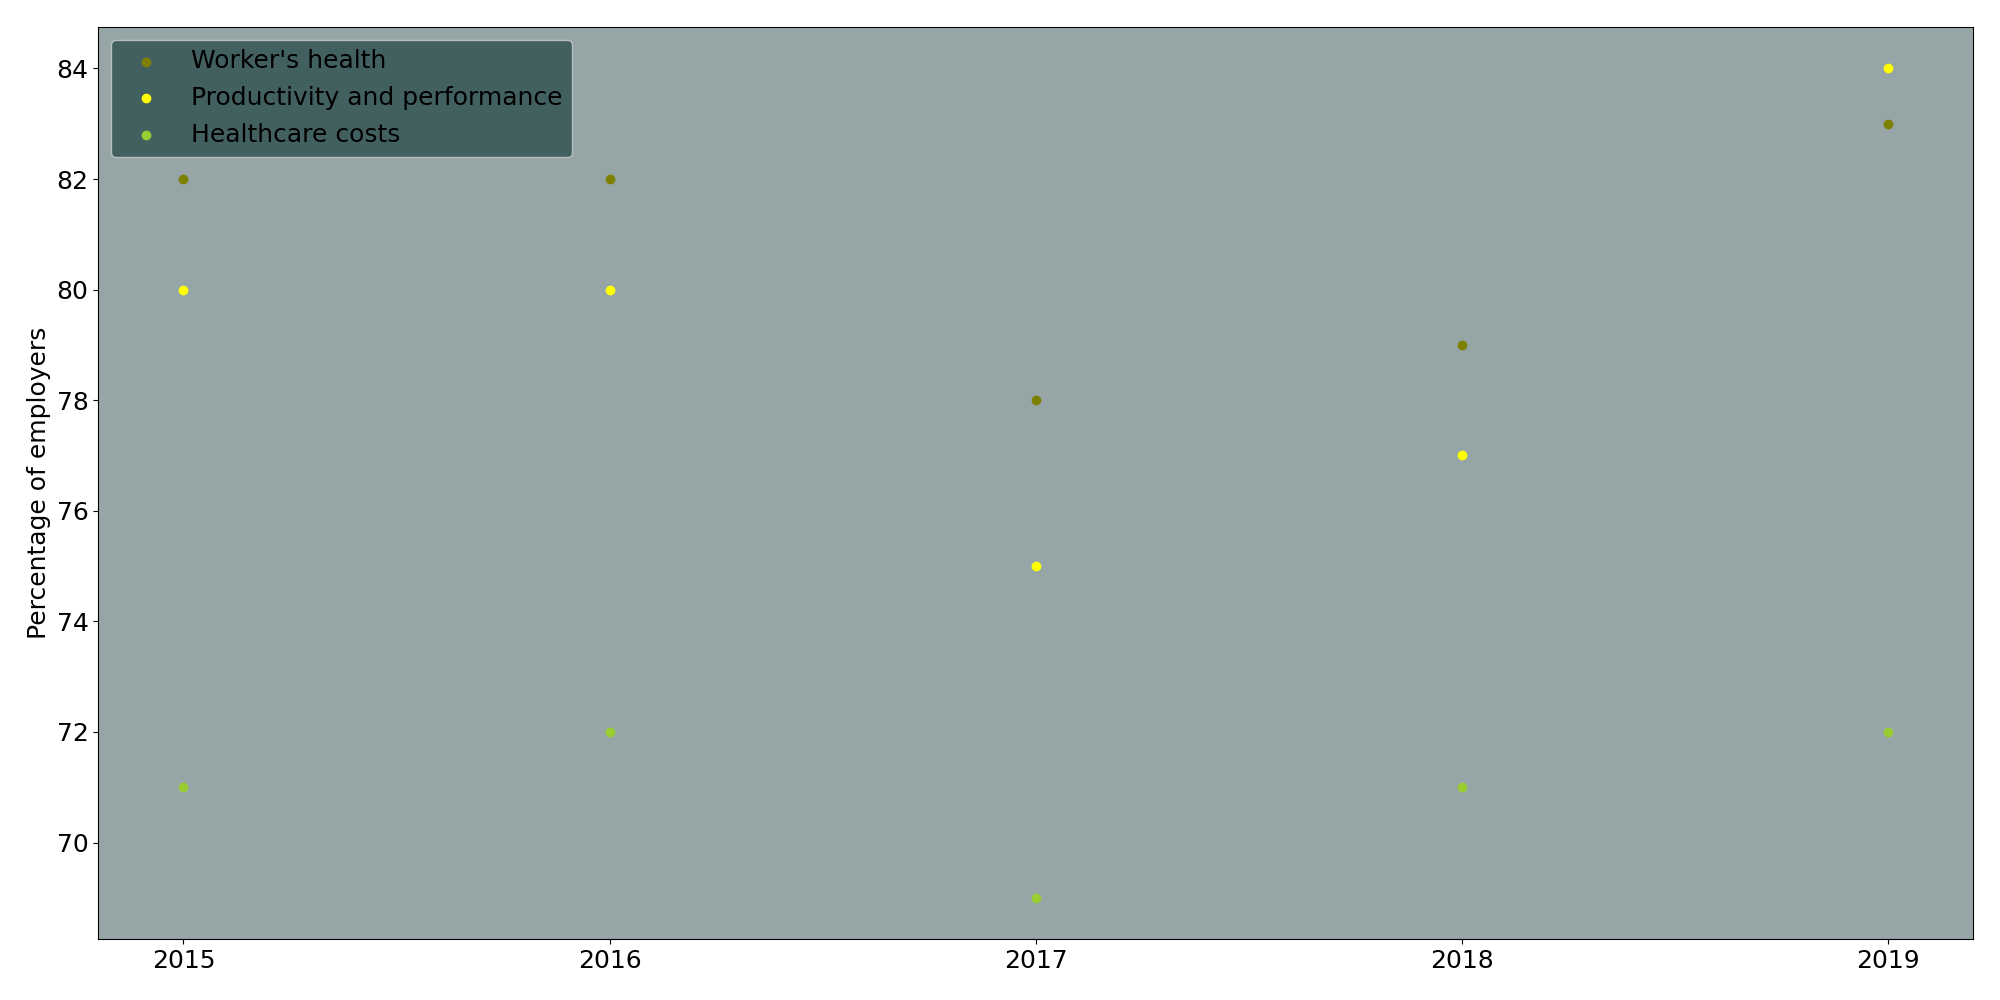 Worker's health
Productivity and performance
Healthcare costs
Percentage of employers
84
82
80
78
76
74
72
70
2015 2016 2017 2018 2019